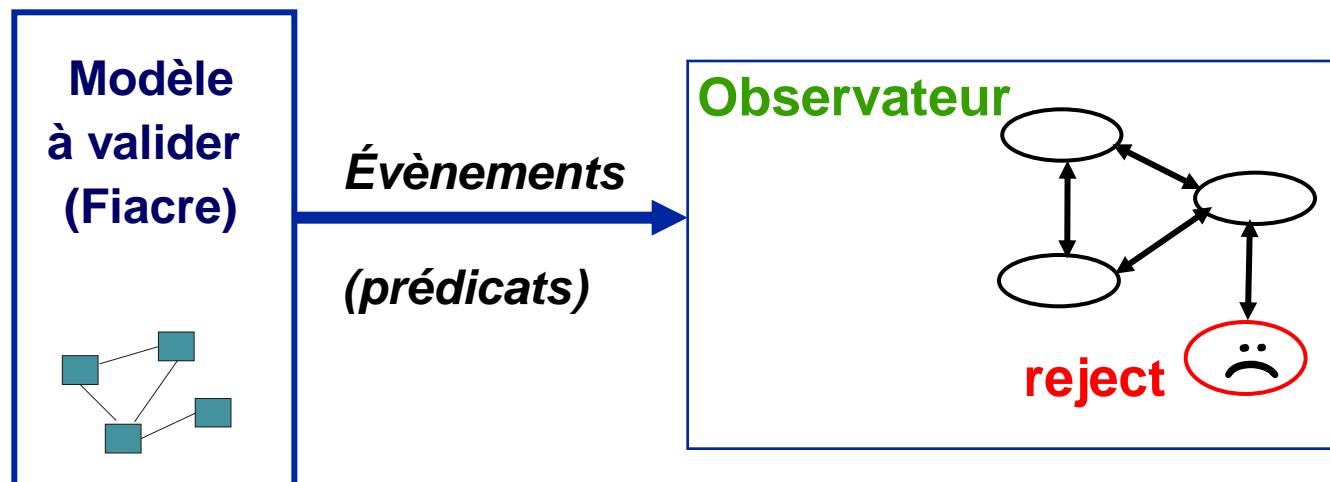 Modèle
à valider
(Fiacre)
Évènements
(prédicats)
Observateur
reject